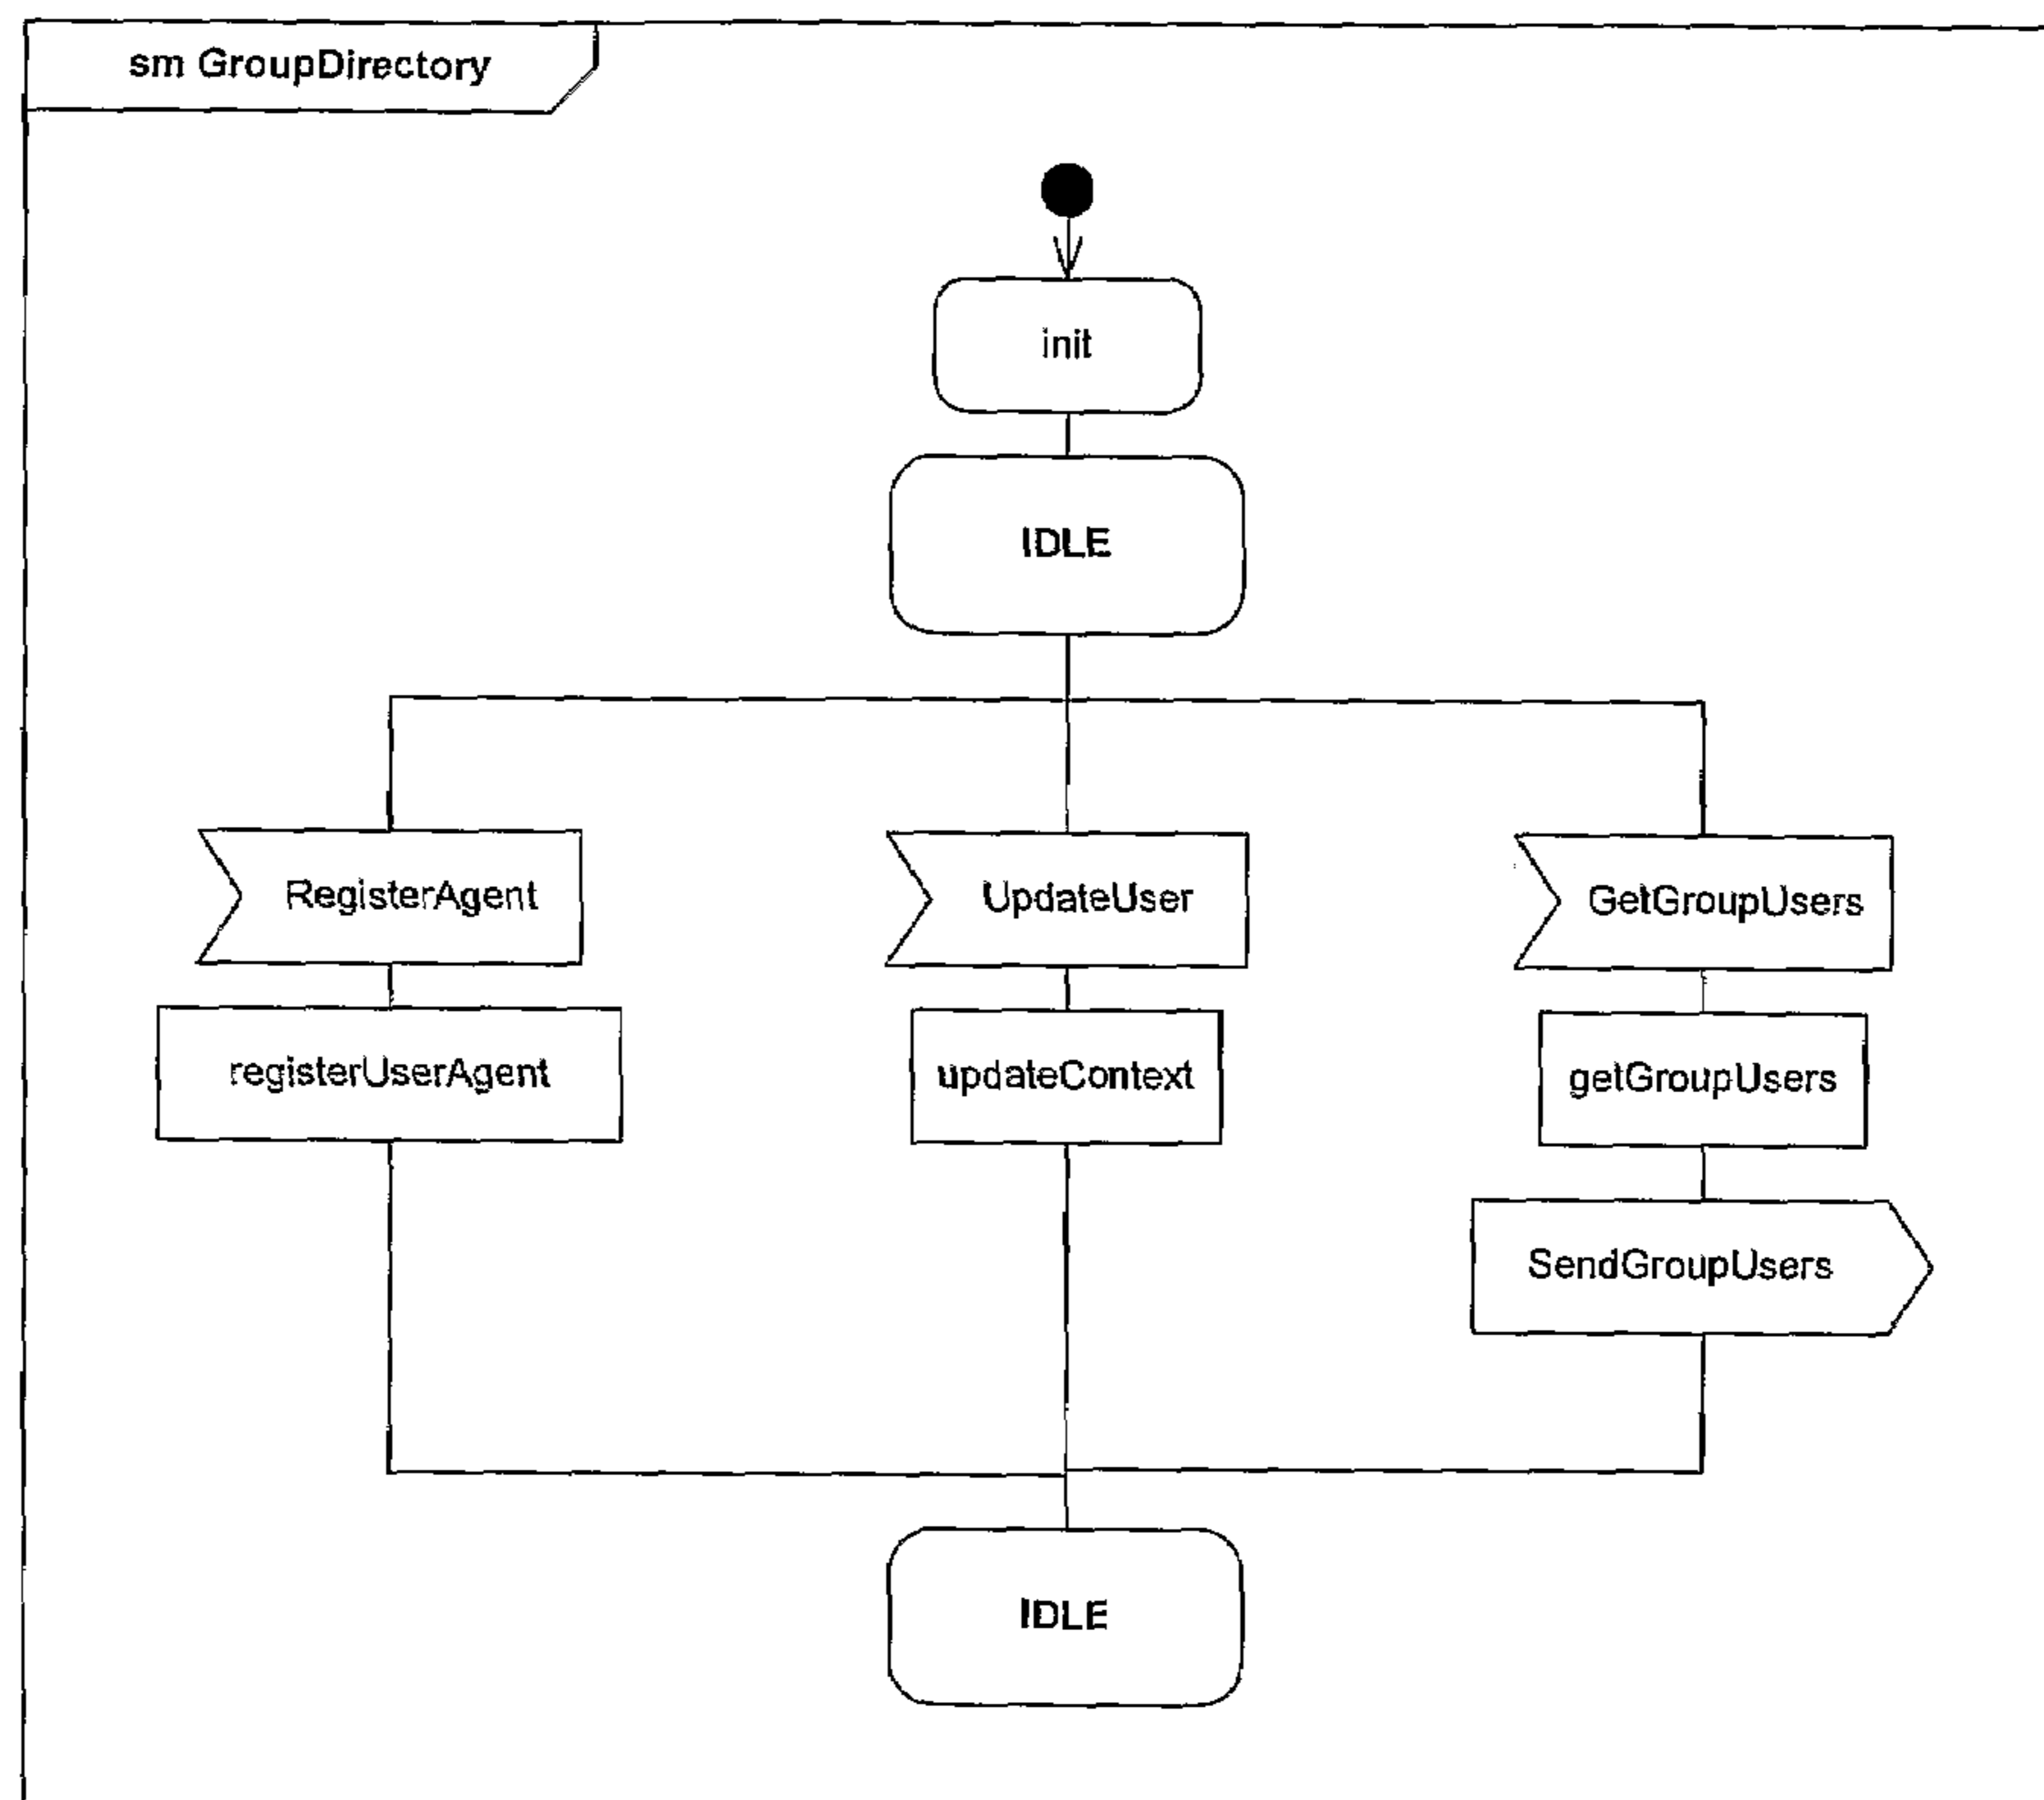 sm GroupDirectory
init
IDLE
RegisterAgent
UpdateUser
GetGroupUsers
registerUserAgent
updateContext
getGroupUsers
SendGroupUsers
IDLE